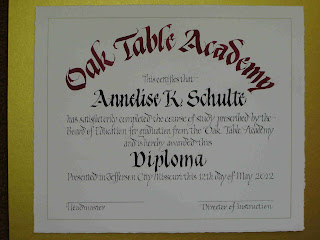 Oak Table Academy
This certifies that
Annelise K. Schulte
has satisfactorily completed the course of study prescribed by the
Board of Education for graduation from the Oak Table Academy
and is hereby awarded this
Diploma
Presented in Jefferson City Missouri this 12th day of May 2012
Headmaster
Director of Instruction